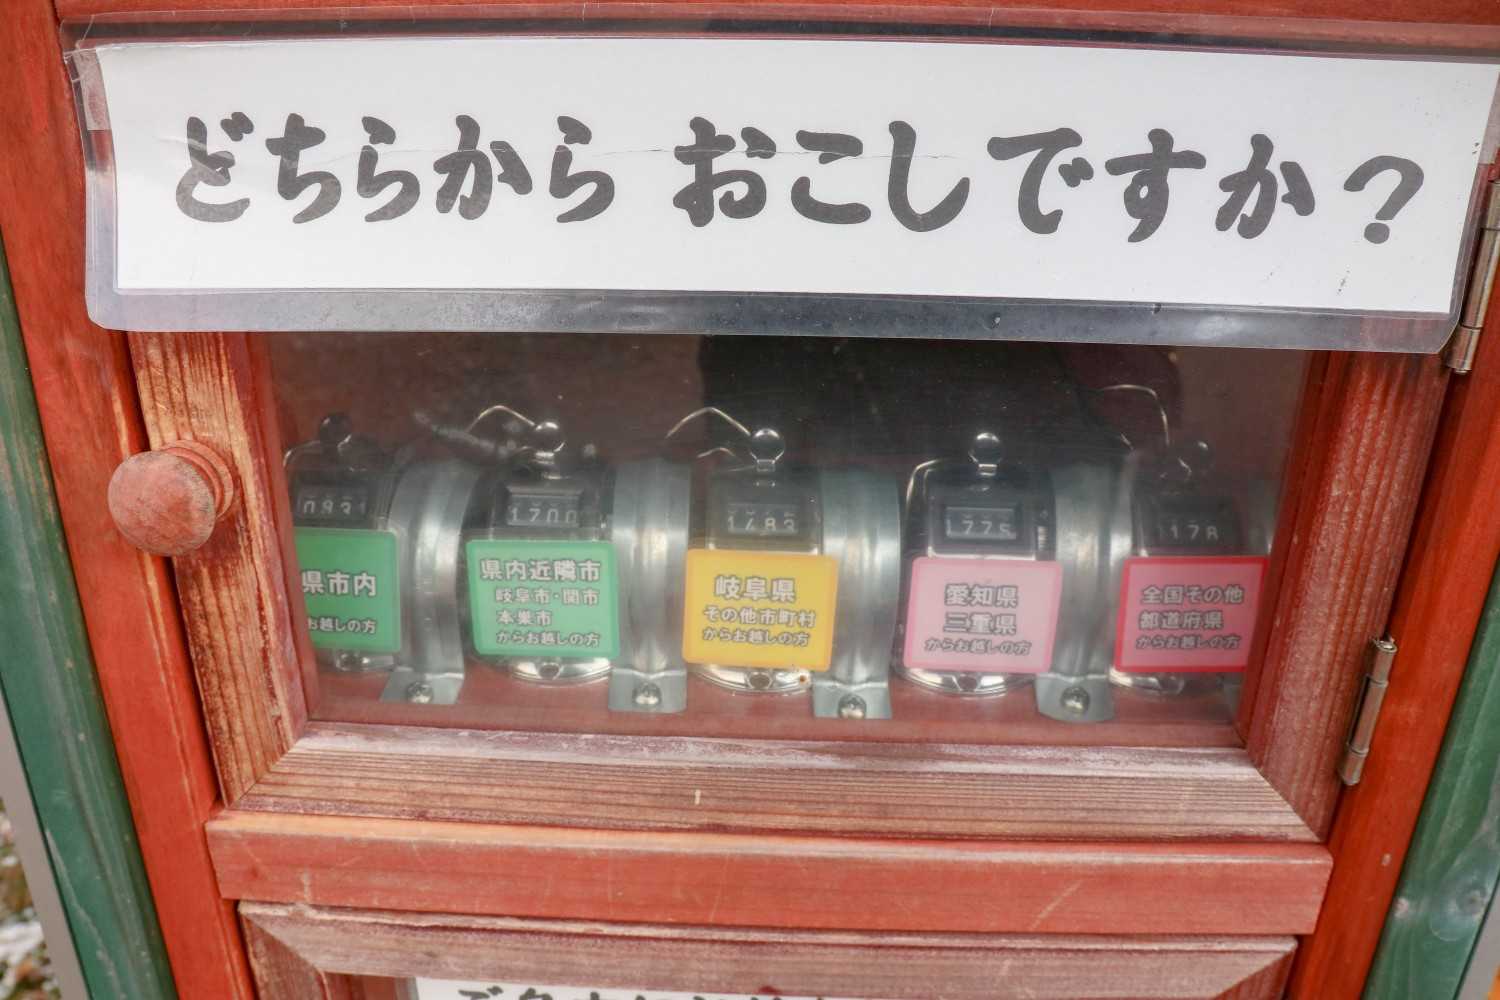 どちらから おこしですか？
0831
1700
1483
1775
1178
県市内
お越しの方
県内近隣市
岐阜市・関市
本巣市
からお越しの方
岐阜県
その他市町村
からお越しの方
愛知県
三重県
からお越しの方
全国その他
都道府県
からお越しの方